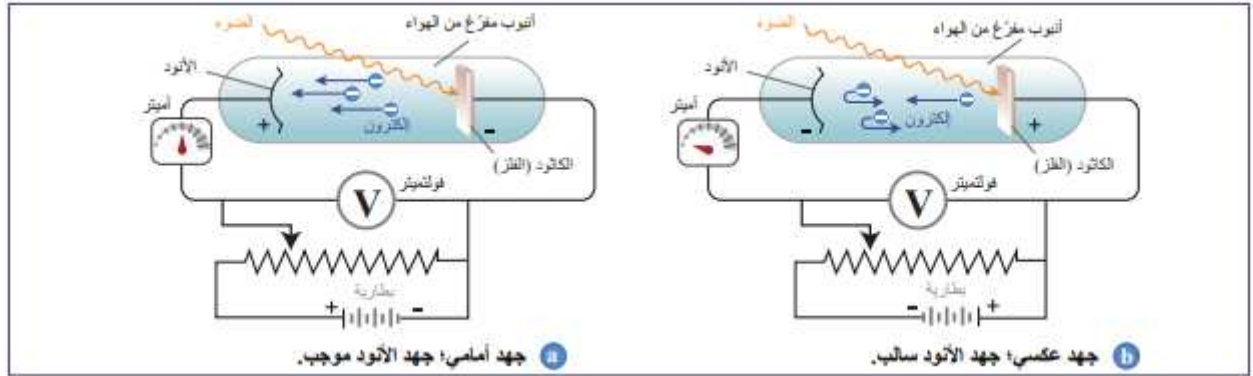 الضوء
أنبوب مفرّغ من الهواء
الأنود
أميتر
+
-
إلكترون
الكاثود (الفلز)
فولتميتر
V
بطارية
+ -
a جهد أمامي؛ جهد الأنود موجب.
الضوء
أنبوب مفرّغ من الهواء
الأنود
أميتر
-
+
إلكترون
الكاثود (الفلز)
فولتميتر
V
بطارية
- +
b جهد عكسي؛ جهد الأنود سالب.